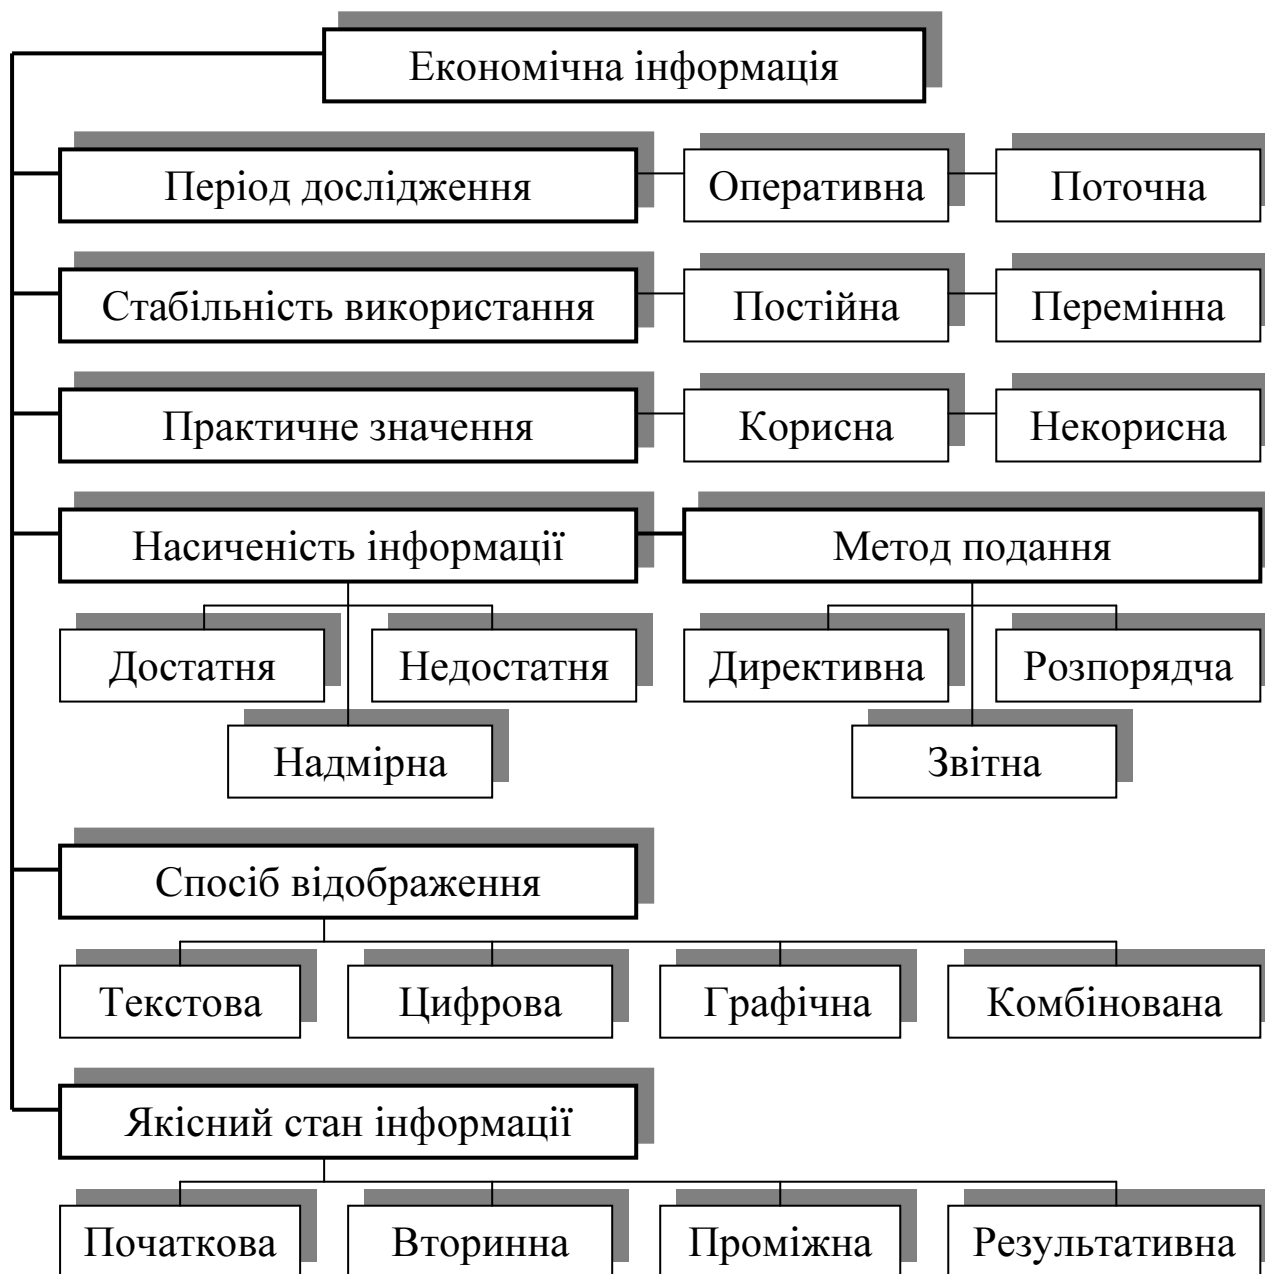 Економічна інформація
Період дослідження Оперативна Поточна
Стабільність використання Постійна Перемінна
Практичне значення Корисна Некорисна
Насиченість інформації Метод подання
Достатня Недостатня Директивна Розпорядча
Надмірна Звітна
Спосіб відображення
Текстова Цифрова Графічна Комбінована
Якісний стан інформації
Початкова Вторинна Проміжна Результативна